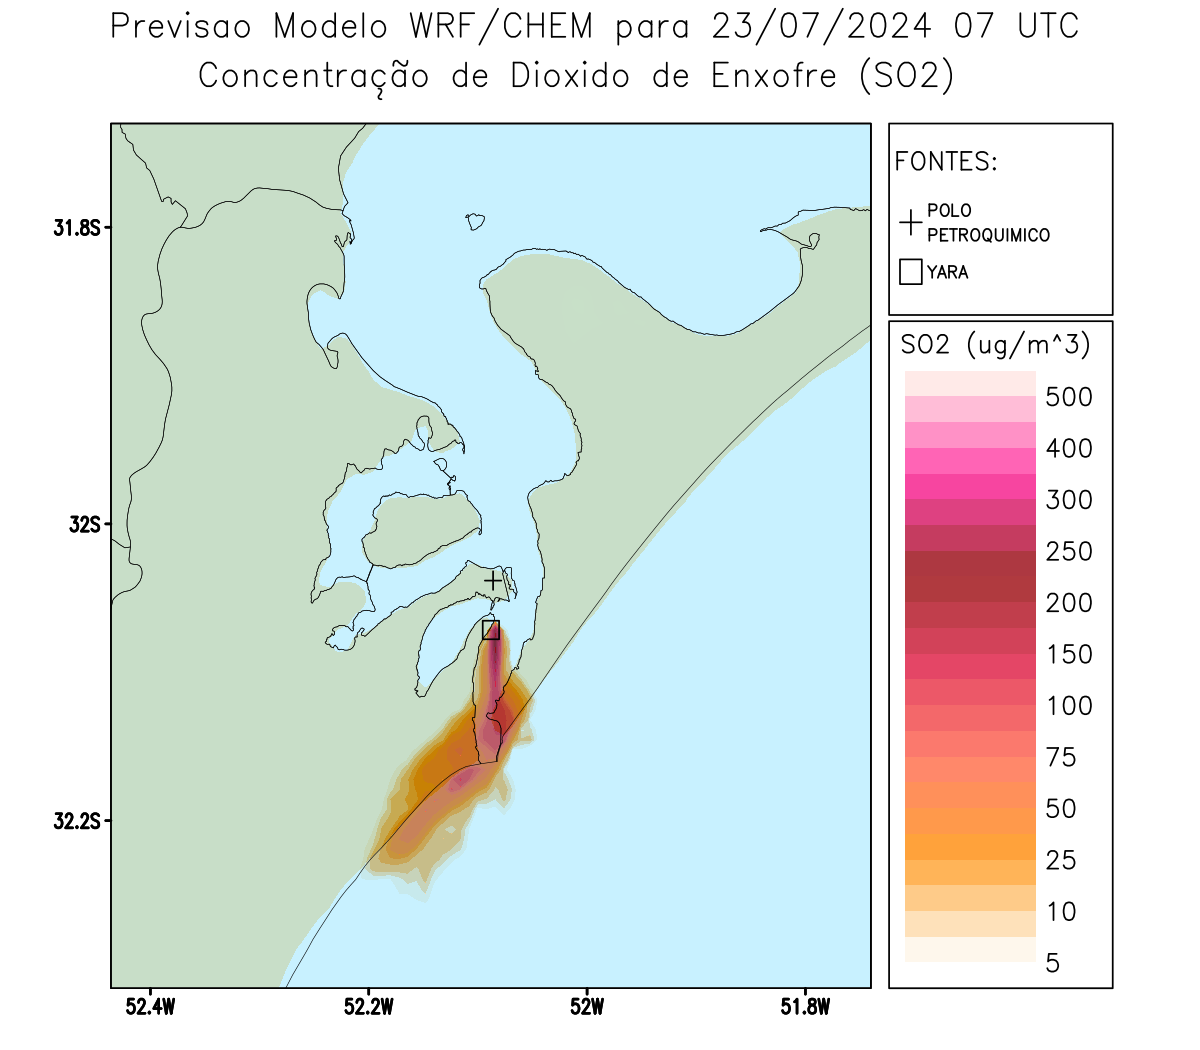 Previsao Modelo WRF/CHEM para 23/07/2024 07 UTC
Concentração de Dioxido de Enxofre (SO2)
FONTES:
POLO
PETROQUIMICO
YARA
SO2 (ug/m^3)
500
400
300
250
200
150
100
75
50
25
10
5
31.8S
32S
32.2S
52.4W
52.2W
52W
51.8W